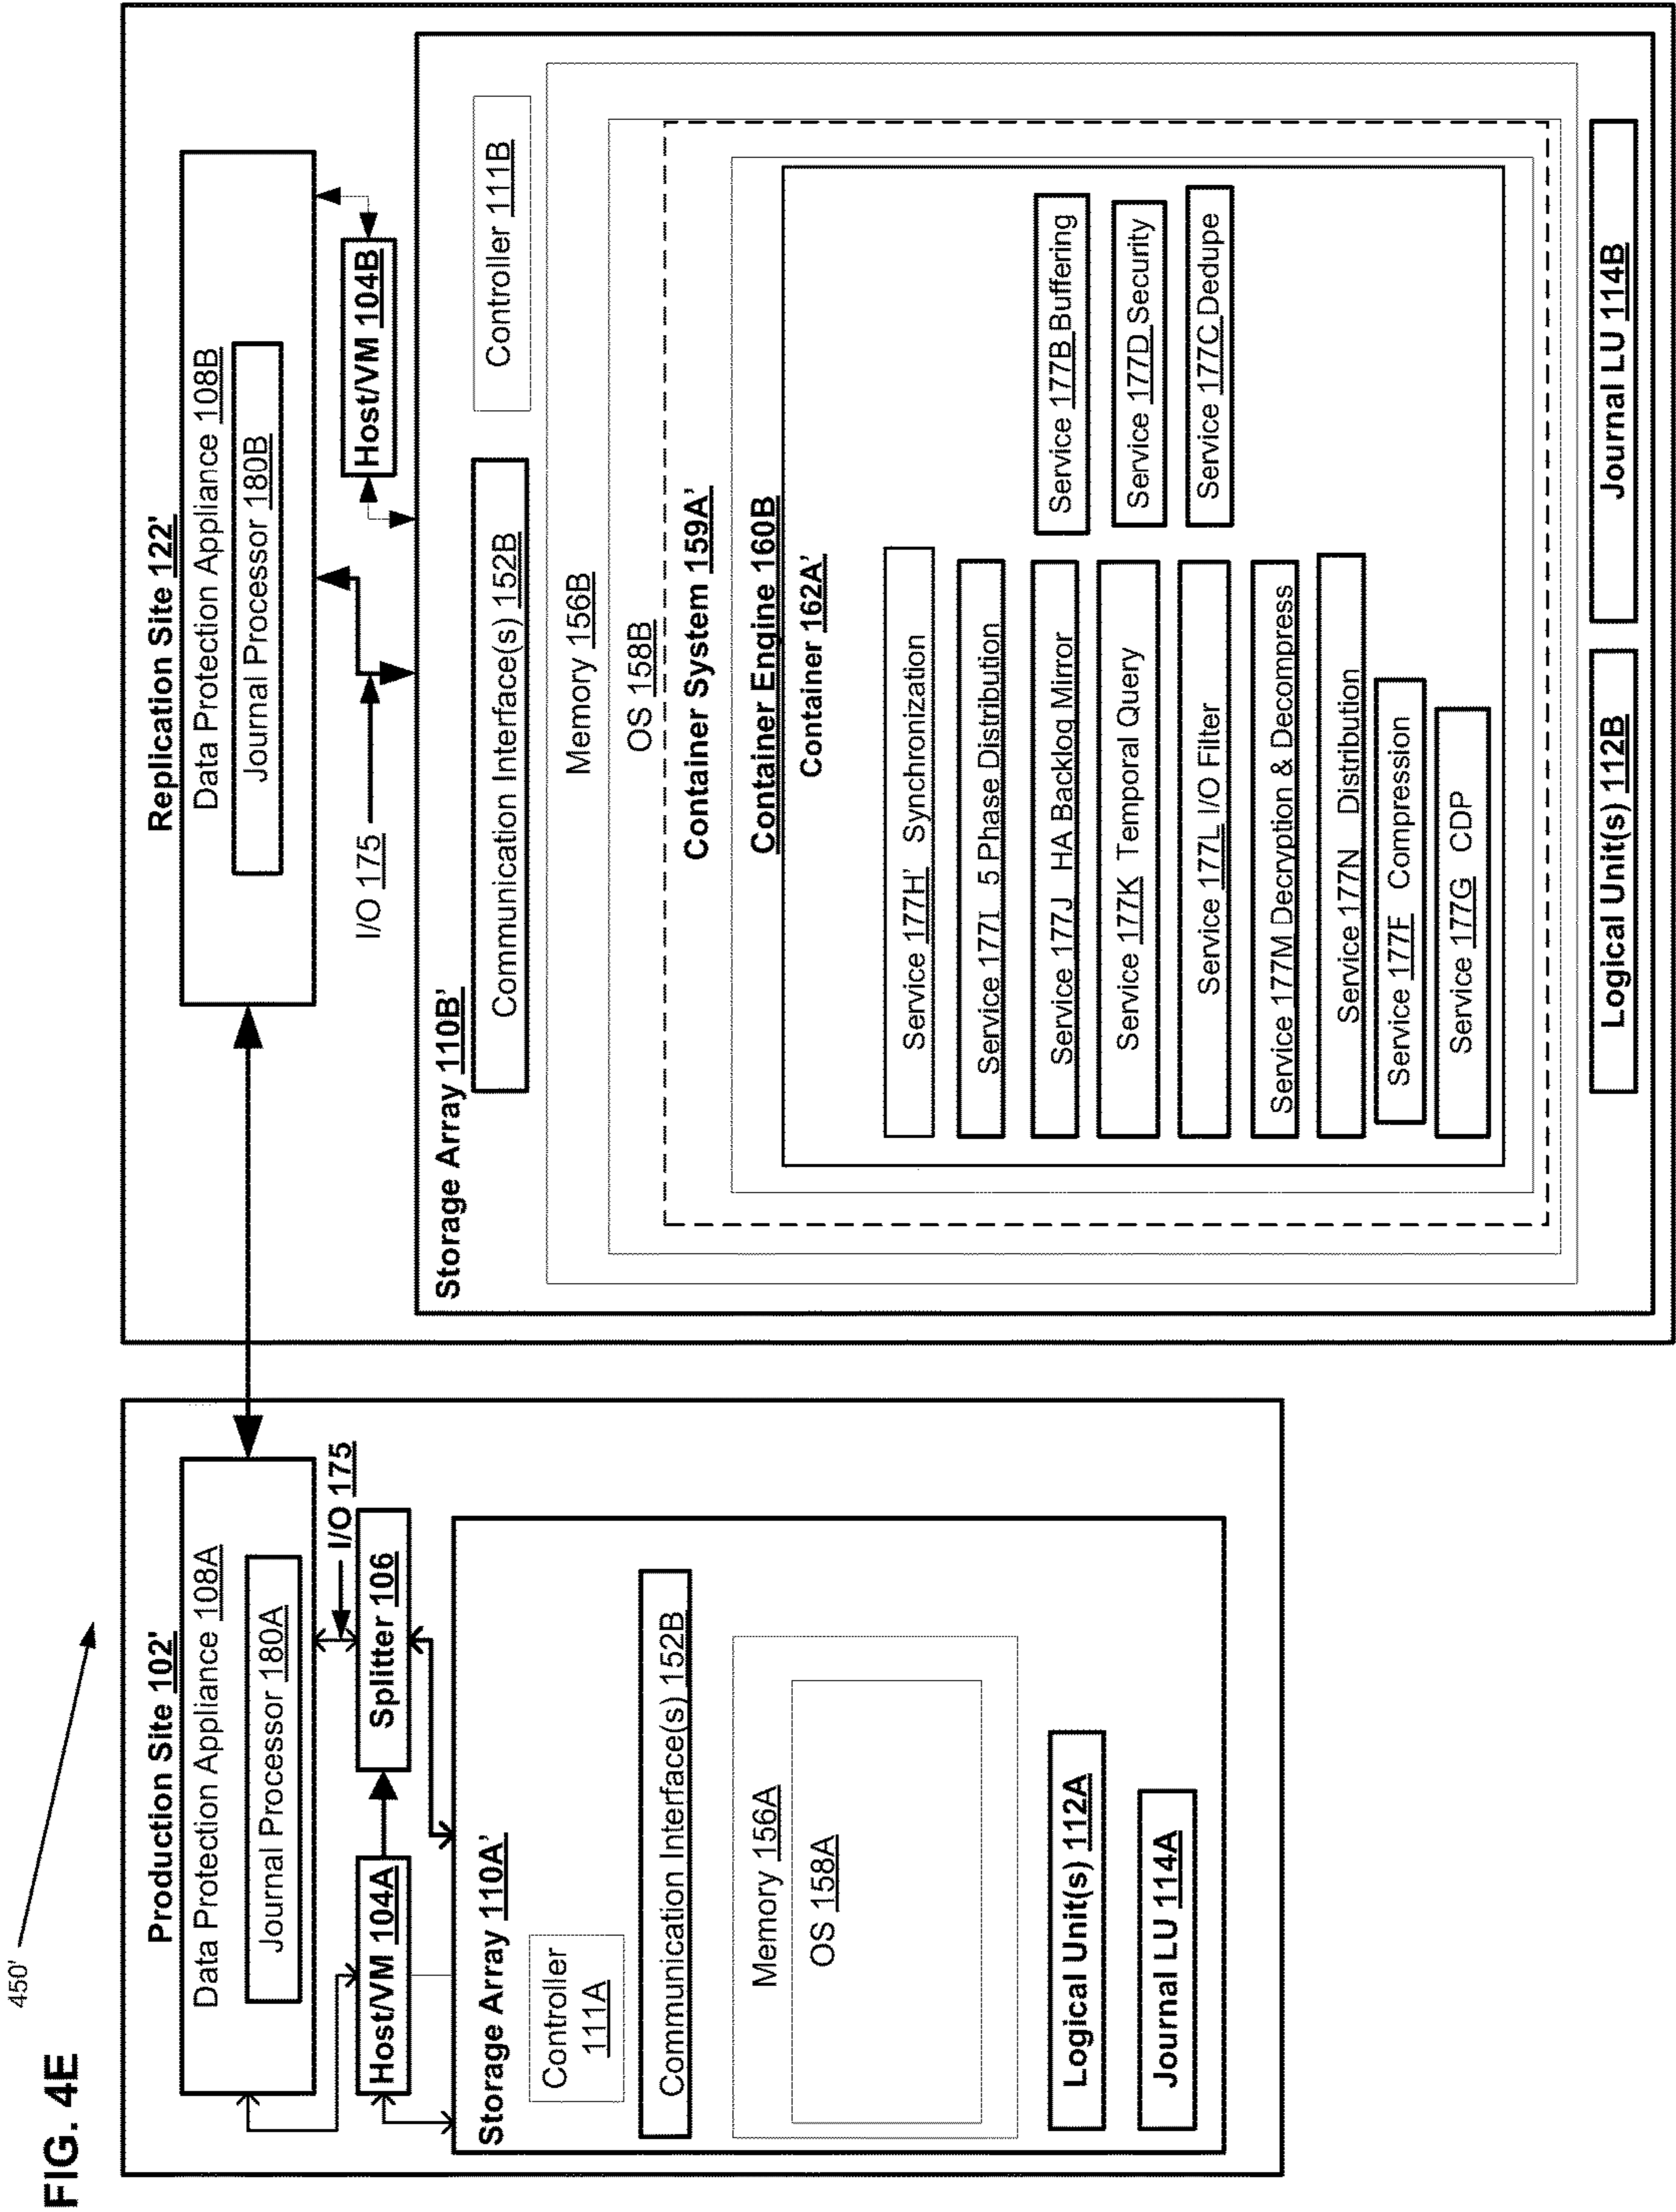 FIG. 4E
450'
Production Site 102'
Data Protection Appliance 108A
Journal Processor 180A
I/O 175
Host/VM 104A
Splitter 106
Storage Array 110A'
Controller
111A
Communication Interface(s) 152B
Memory 156A
OS 158A
Logical Unit(s) 112A
Journal LU 114A
Replication Site 122'
Data Protection Appliance 108B
Journal Processor 180B
I/O 175
Host/VM 104B
Storage Array 110B'
Communication Interface(s) 152B
Controller 111B
Memory 156B
OS 158B
Container System 159A'
Container Engine 160B
Container 162A'
Service 177H' Synchronization
Service 177I 5 Phase Distribution
Service 177J HA Backlog Mirror
Service 177K Temporal Query
Service 177L I/O Filter
Service 177M Decryption & Decompress
Service 177N Distribution
Service 177F Compression
Service 177G CDP
Service 177B Buffering
Service 177D Security
Service 177C Dedupe
Logical Unit(s) 112B
Journal LU 114B